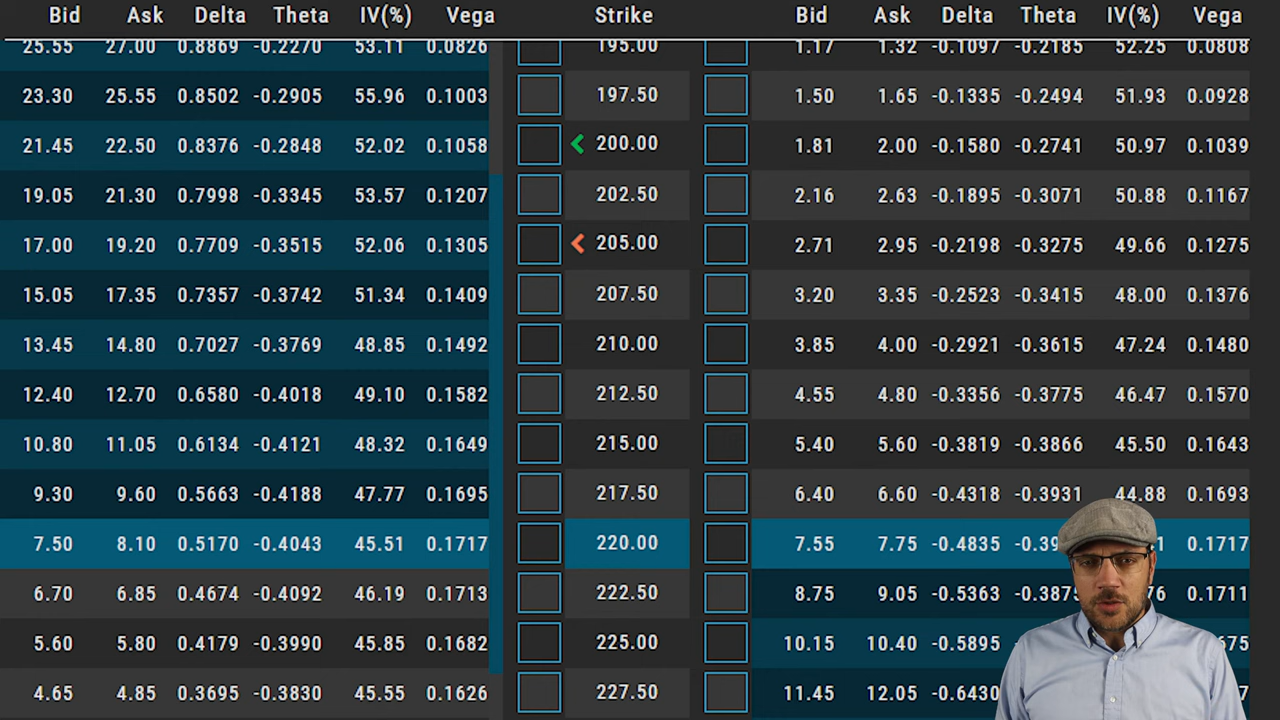 Bid Ask Delta Theta IV(%) Vega Strike Bid Ask Delta Theta IV(%) Vega
25.55 27.00 0.8869 -0.2270 53.11 0.0826 195.00 1.17 1.32 -0.1097 -0.2185 52.25 0.0808
23.30 25.55 0.8502 -0.2905 55.96 0.1003 197.50 1.50 1.65 -0.1335 -0.2494 51.93 0.0928
21.45 22.50 0.8376 -0.2848 52.02 0.1058 200.00 1.81 2.00 -0.1580 -0.2741 50.97 0.1039
19.05 21.30 0.7998 -0.3345 53.57 0.1207 202.50 2.16 2.63 -0.1895 -0.3071 50.88 0.1167
17.00 19.20 0.7709 -0.3515 52.06 0.1305 205.00 2.71 2.95 -0.2198 -0.3275 49.66 0.1275
15.05 17.35 0.7357 -0.3742 51.34 0.1409 207.50 3.20 3.35 -0.2523 -0.3415 48.00 0.1376
13.45 14.80 0.7027 -0.3769 48.85 0.1492 210.00 3.85 4.00 -0.2921 -0.3615 47.24 0.1480
12.40 12.70 0.6580 -0.4018 49.10 0.1582 212.50 4.55 4.80 -0.3356 -0.3775 46.47 0.1570
10.80 11.05 0.6134 -0.4121 48.32 0.1649 215.00 5.40 5.60 -0.3819 -0.3866 45.50 0.1643
9.30 9.60 0.5663 -0.4188 47.77 0.1695 217.50 6.40 6.60 -0.4318 -0.3931 44.88 0.1693
7.50 8.10 0.5170 -0.4043 45.51 0.1717 220.00 7.55 7.75 -0.4835 0.1717
6.70 6.85 0.4674 -0.4092 46.19 0.1713 222.50 8.75 9.05 -0.5363 0.1711
5.60 5.80 0.4179 -0.3990 45.85 0.1682 225.00 10.15 10.40 -0.5895
4.65 4.85 0.3695 -0.3830 45.55 0.1626 227.50 11.45 12.05 -0.6430